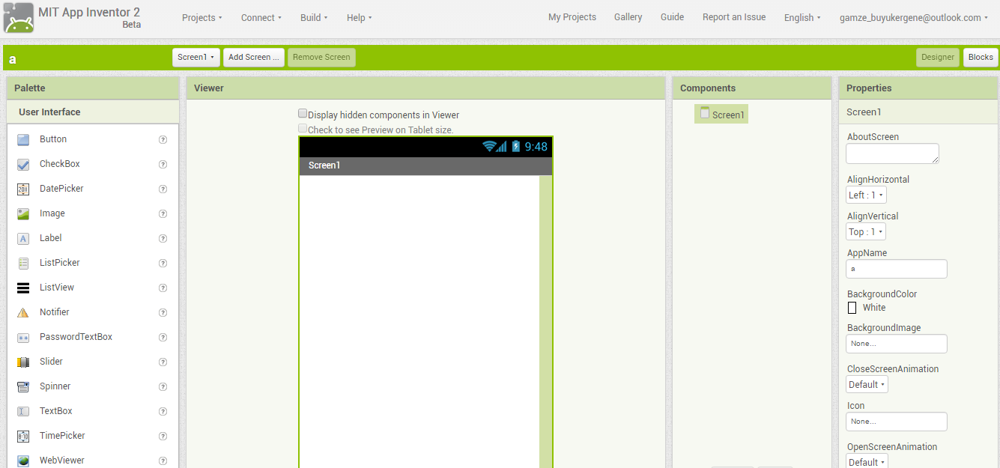 MIT App Inventor 2
Beta
Projects Connect Build Help My Projects Gallery Guide Report an Issue English gamze_buyukergene@outlook.com
a Screen1 Add Screen ... Remove Screen Designer Blocks
Palette
User Interface
Button
CheckBox
DatePicker
Image
Label
ListPicker
ListView
Notifier
PasswordTextBox
Slider
Spinner
TextBox
TimePicker
WebViewer
Viewer
Display hidden components in Viewer
Check to see Preview on Tablet size.
9:48
Screen1
Components
Screen1
Properties
Screen1
AboutScreen
AlignHorizontal
Left : 1
AlignVertical
Top : 1
AppName
a
BackgroundColor
White
BackgroundImage
None...
CloseScreenAnimation
Default
Icon
None...
OpenScreenAnimation
Default